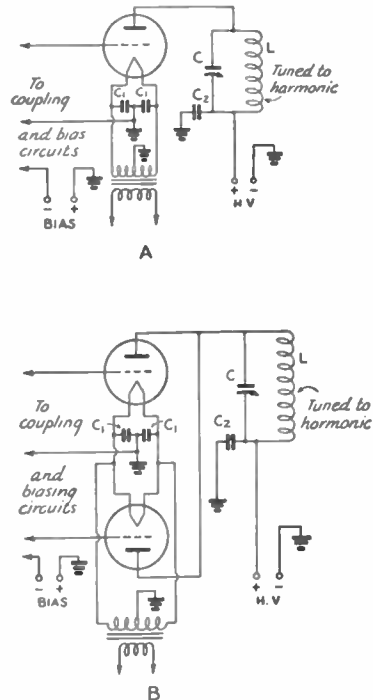 C
L
To
coupling
C₁ C₁
C₂
Tuned to
harmonic
and bias
circuits
- +
BIAS
+ -
H V
A
To
coupling
C₁ C₁
C
L
C₂
Tuned to
harmonic
and
biasing
circuits
- +
BIAS
+ -
H.V
B